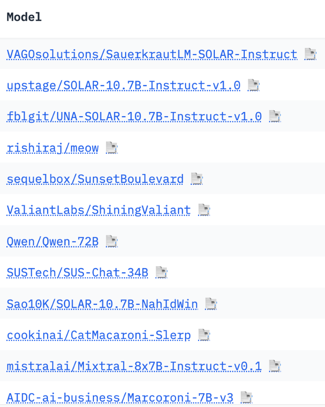 Model
VAGOsolutions/SauerkrautLM-SOLAR-Instruct
upstage/SOLAR-10.7B-Instruct-v1.0
fblgit/UNA-SOLAR-10.7B-Instruct-v1.0
rishiraj/meow
sequelbox/SunsetBoulevard
ValiantLabs/ShiningValiant
Qwen/Qwen-72B
SUSTech/SUS-Chat-34B
Sao10K/SOLAR-10.7B-NahIdWin
cookinai/CatMacaroni-Slerp
mistralai/Mixtral-8x7B-Instruct-v0.1
AIDC-ai-business/Marcoroni-7B-v3